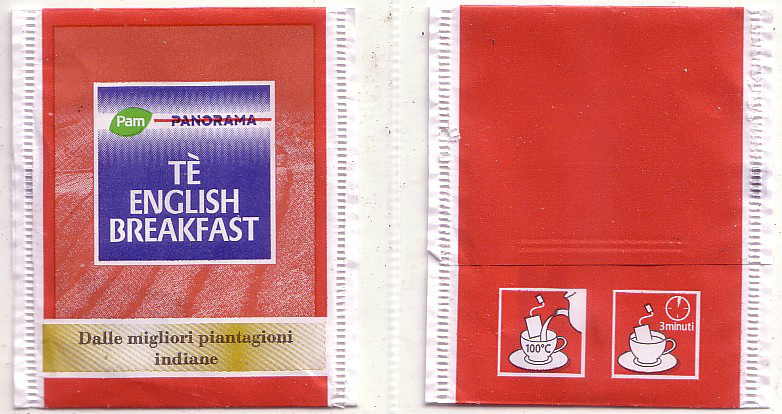 Pam PANORAMA
TÈ
ENGLISH
BREAKFAST
Dalle migliori piantagioni
indiane
100°C
3 minuti